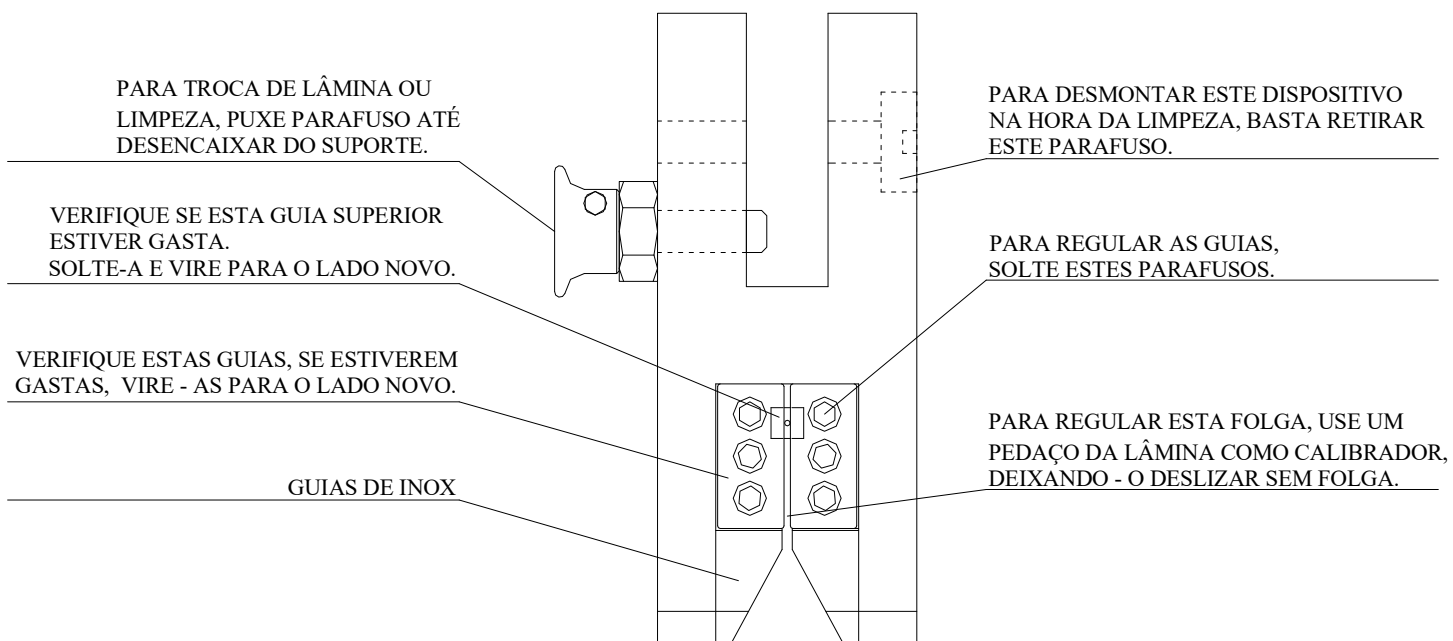 PARA TROCA DE LÂMINA OU
LIMPEZA, PUXE PARAFUSO ATÉ
DESENCAIXAR DO SUPORTE.
VERIFIQUE SE ESTA GUIA SUPERIOR
ESTIVER GASTA.
SOLTE-A E VIRE PARA O LADO NOVO.
VERIFIQUE ESTAS GUIAS, SE ESTIVEREM
GASTAS, VIRE - AS PARA O LADO NOVO.
GUIAS DE INOX
PARA DESMONTAR ESTE DISPOSITIVO
NA HORA DA LIMPEZA, BASTA RETIRAR
ESTE PARAFUSO.
PARA REGULAR AS GUIAS,
SOLTE ESTES PARAFUSOS.
PARA REGULAR ESTA FOLGA, USE UM
PEDAÇO DA LÂMINA COMO CALIBRADOR,
DEIXANDO - O DESLIZAR SEM FOLGA.